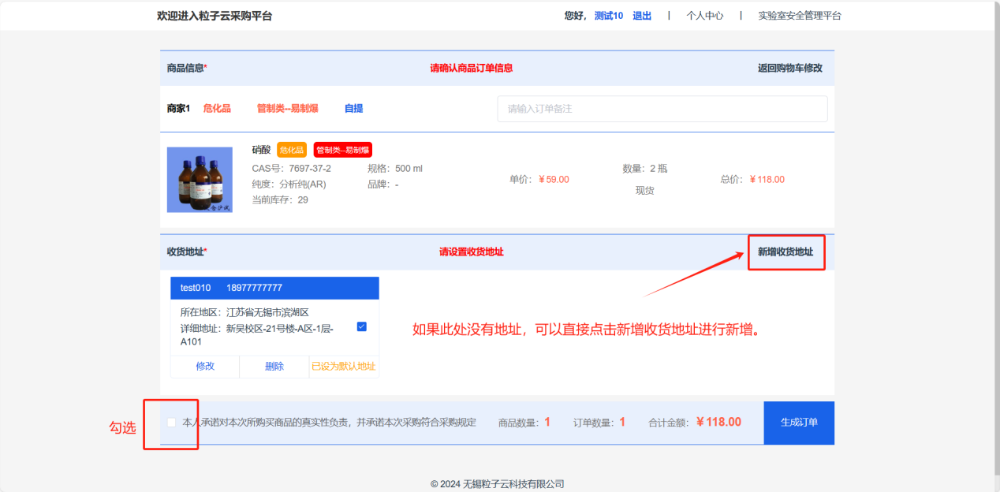 欢迎进入粒子云采购平台 您好，测试10 退出 | 个人中心 | 实验室安全管理平台
商品信息* 请确认商品订单信息 返回购物车修改
商家1 危化品 管制类--易制爆 自提 请输入订单备注
硝酸 危化品 管制类--易制爆
CAS号：7697-37-2 规格：500 ml
纯度：分析纯(AR) 品牌：-
当前库存：29
单价：￥59.00
数量：2 瓶
现货
总价：￥118.00
收货地址* 请设置收货地址 新增收货地址
test010 18977777777
所在地区：江苏省无锡市滨湖区
详细地址：新吴校区-21号楼-A区-1层-
A101
修改 删除 已设为默认地址
如果此处没有地址，可以直接点击新增收货地址进行新增。
勾选
本人承诺对本次所购买商品的真实性负责，并承诺本次采购符合采购规定 商品数量：1 订单数量：1 合计金额：￥118.00 生成订单
© 2024 无锡粒子云科技有限公司